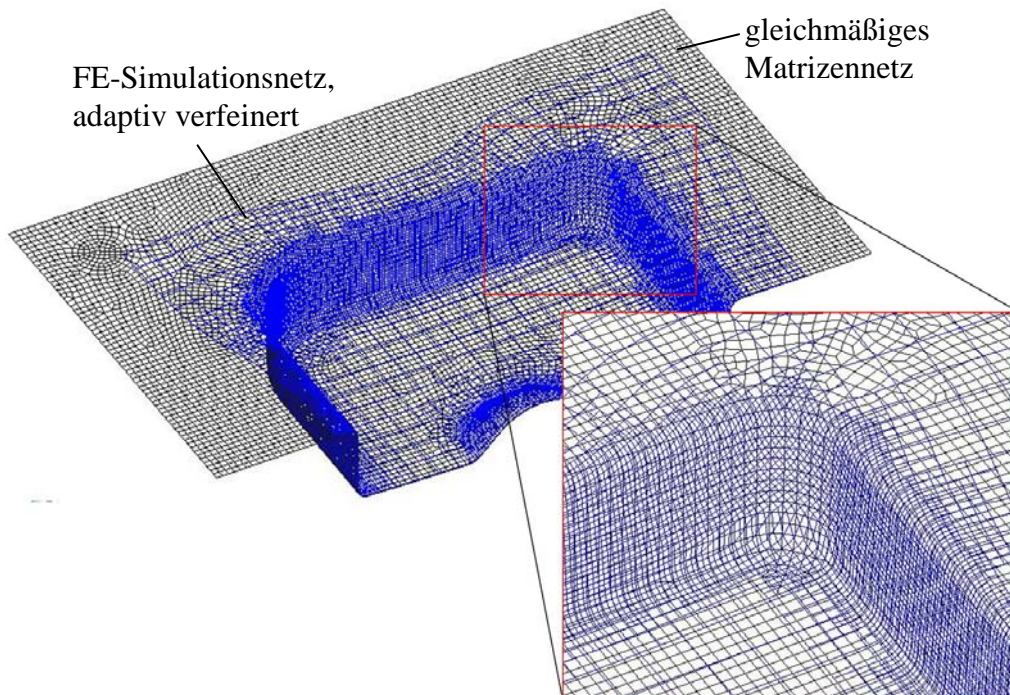 gleichmäßiges
Matrizennetz
FE-Simulationsnetz,
adaptiv verfeinert